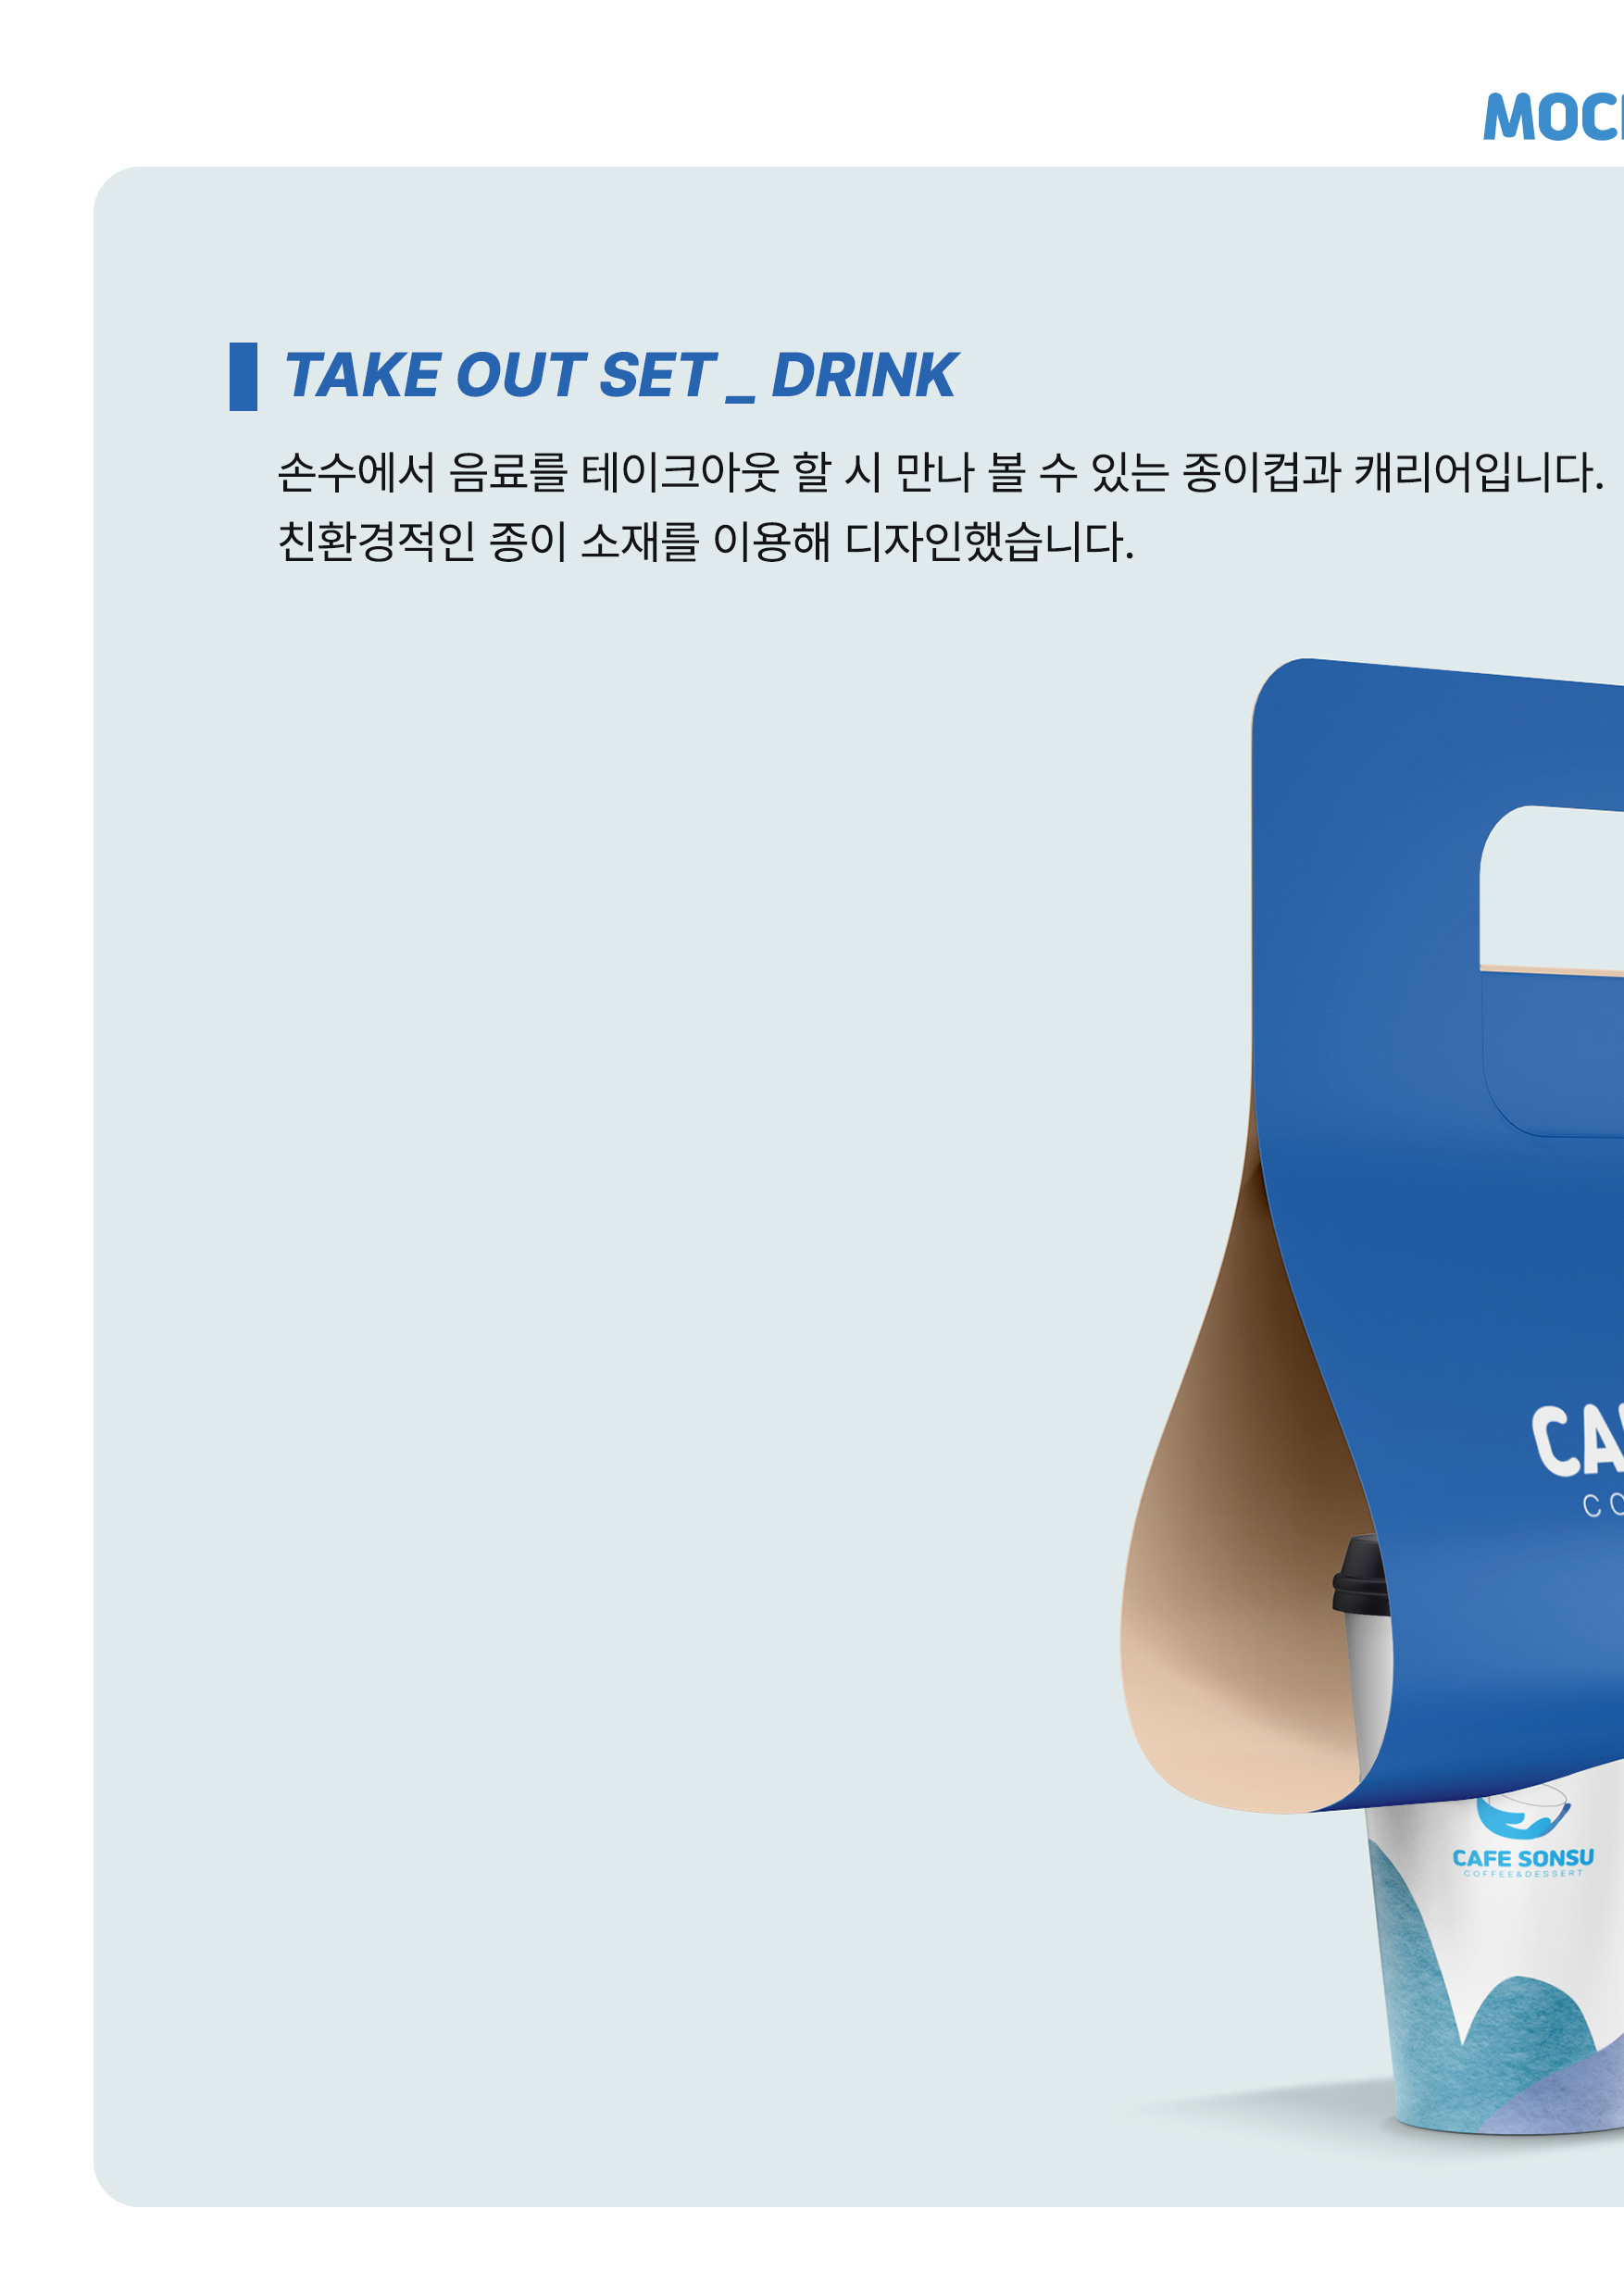 TAKE OUT SET _ DRINK
손수에서 음료를 테이크아웃 할 시 만나 볼 수 있는 종이컵과 캐리어입니다.
친환경적인 종이 소재를 이용해 디자인했습니다.
CAFE SONSU
COFFEE&DESSERT